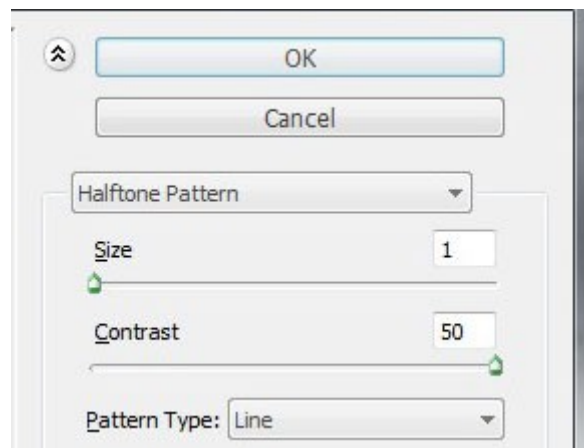 OK
Cancel
Halftone Pattern
Size 1
Contrast 50
Pattern Type: Line